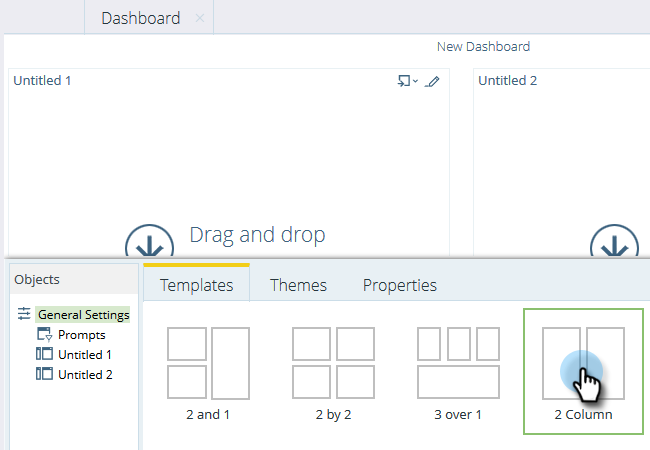 Dashboard
New Dashboard
Untitled 1
Untitled 2
Drag and drop
Objects
General Settings
Prompts
Untitled 1
Untitled 2
Templates Themes Properties
2 and 1
2 by 2
3 over 1
2 Column